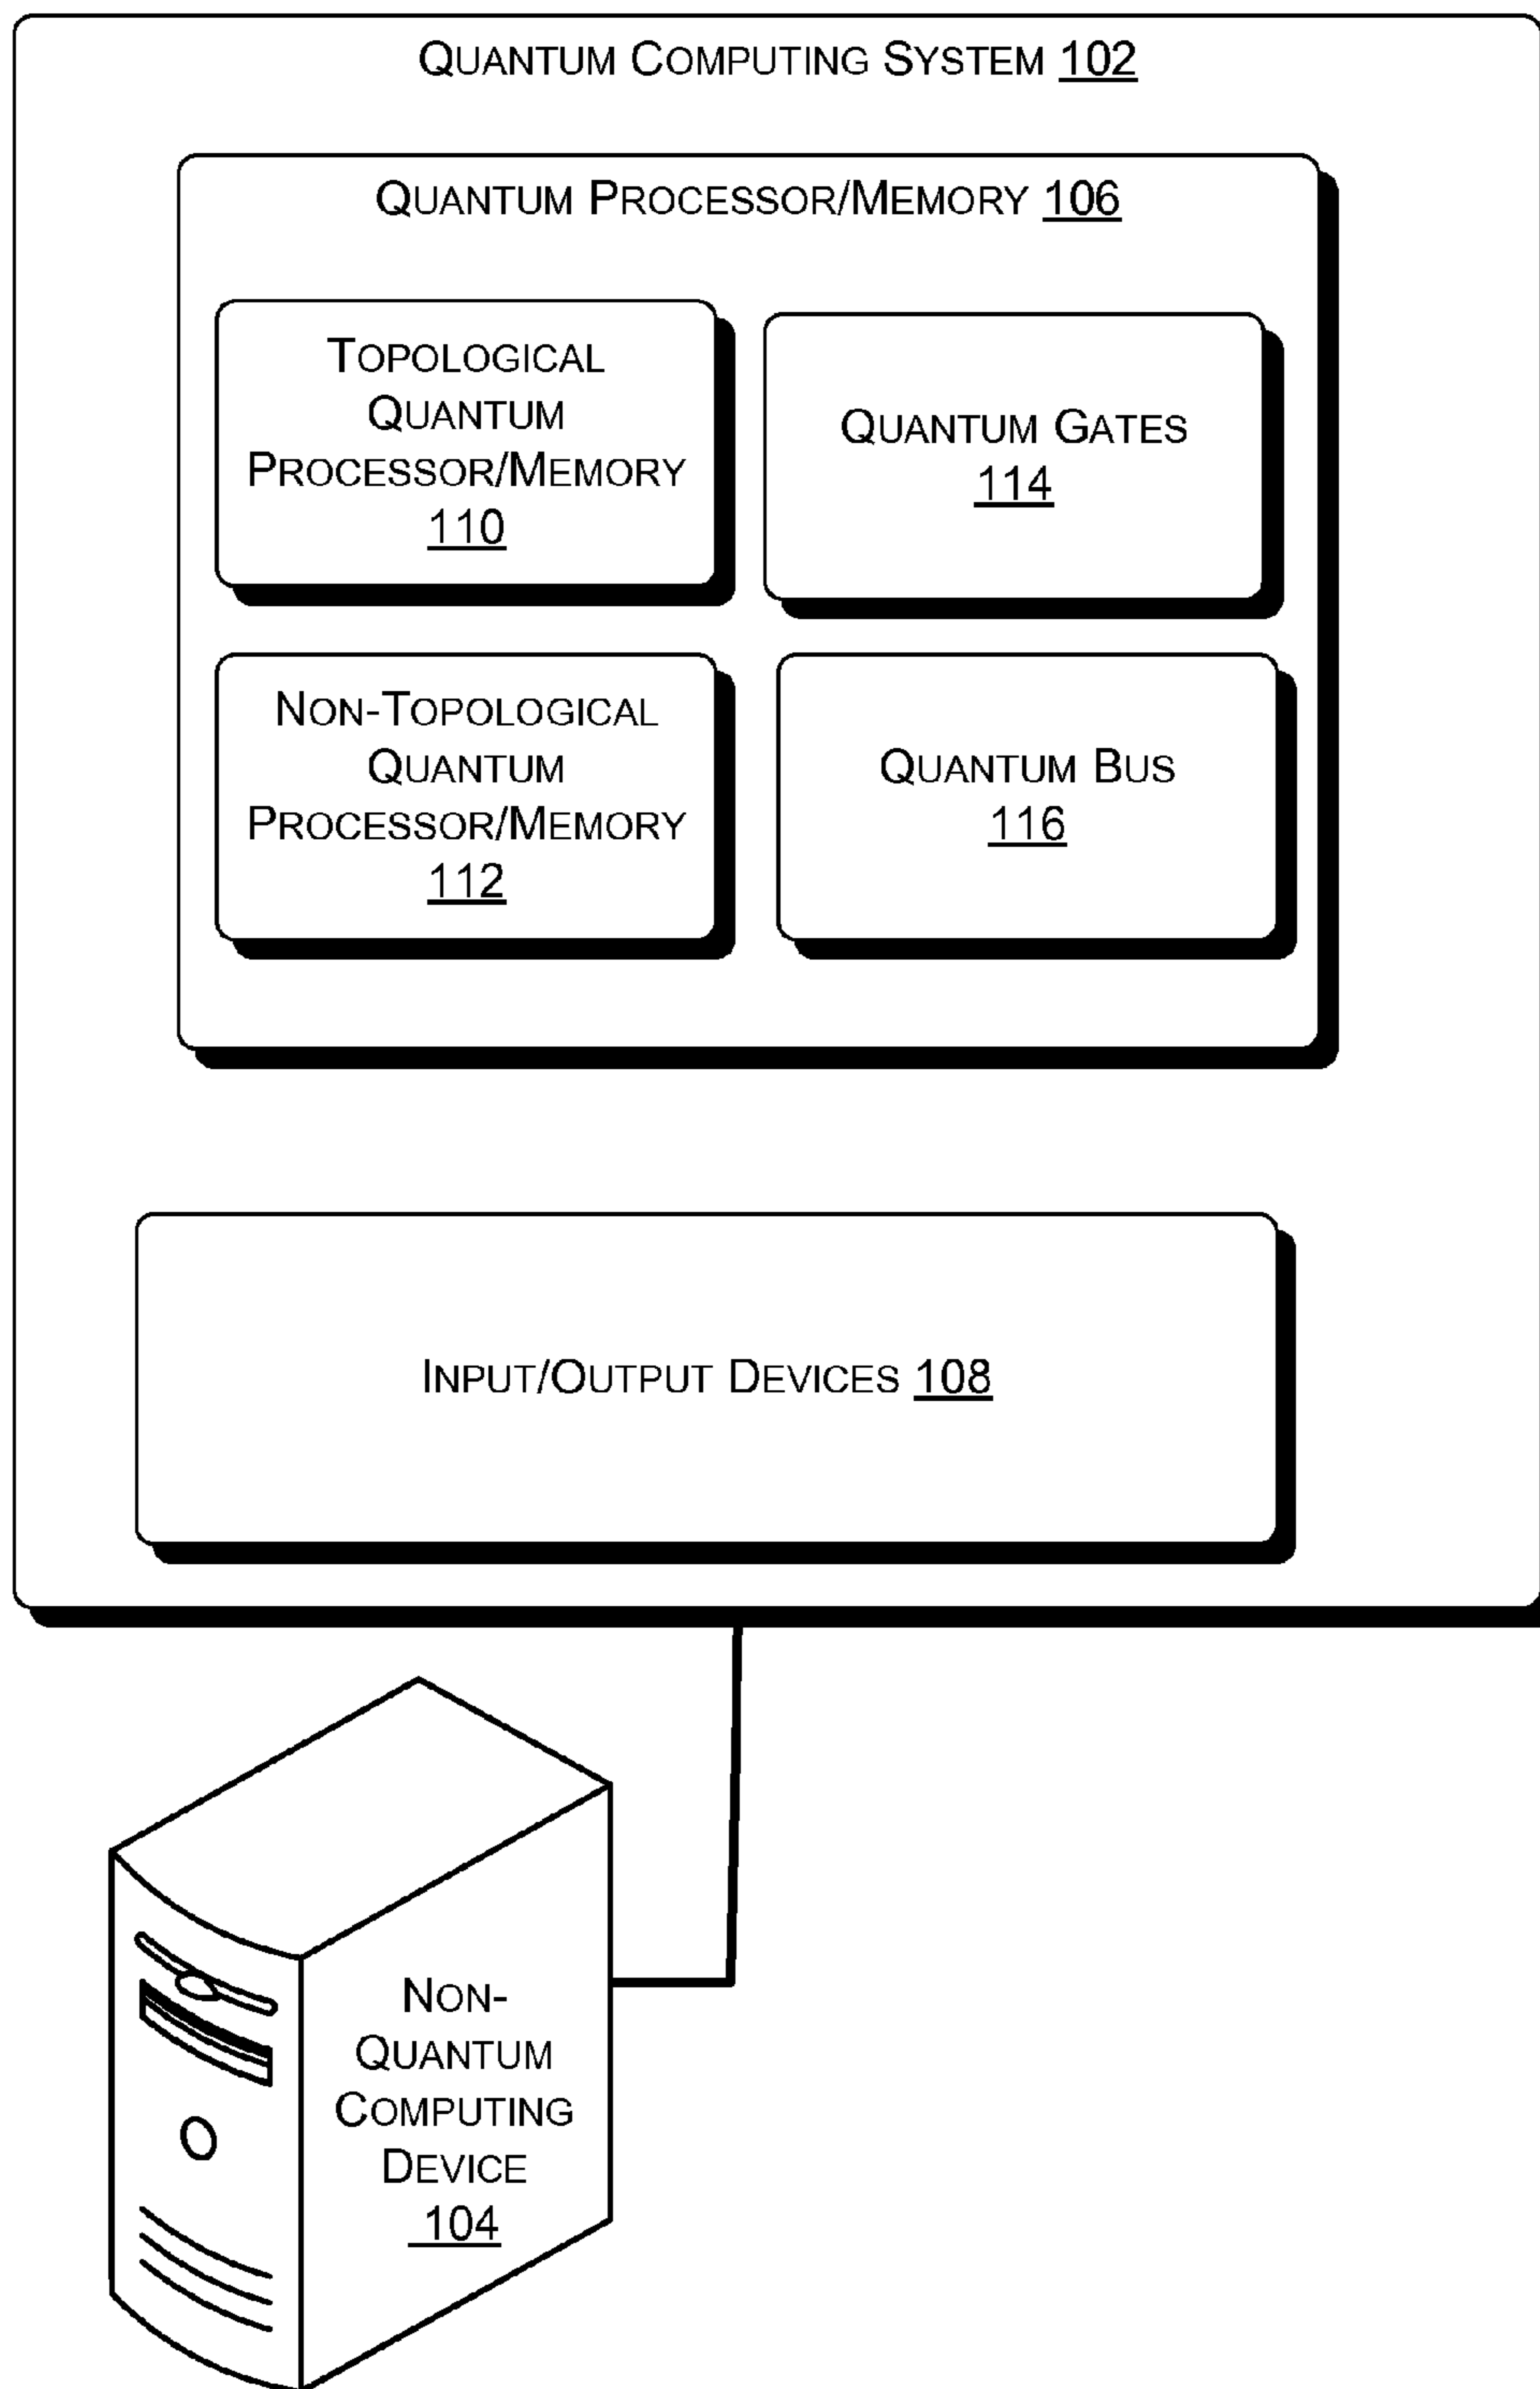 QUANTUM COMPUTING SYSTEM 102
QUANTUM PROCESSOR/MEMORY 106
TOPOLOGICAL
QUANTUM
PROCESSOR/MEMORY
110
QUANTUM GATES
114
NON-TOPOLOGICAL
QUANTUM
PROCESSOR/MEMORY
112
QUANTUM BUS
116
INPUT/OUTPUT DEVICES 108
NON-
QUANTUM
COMPUTING
DEVICE
104